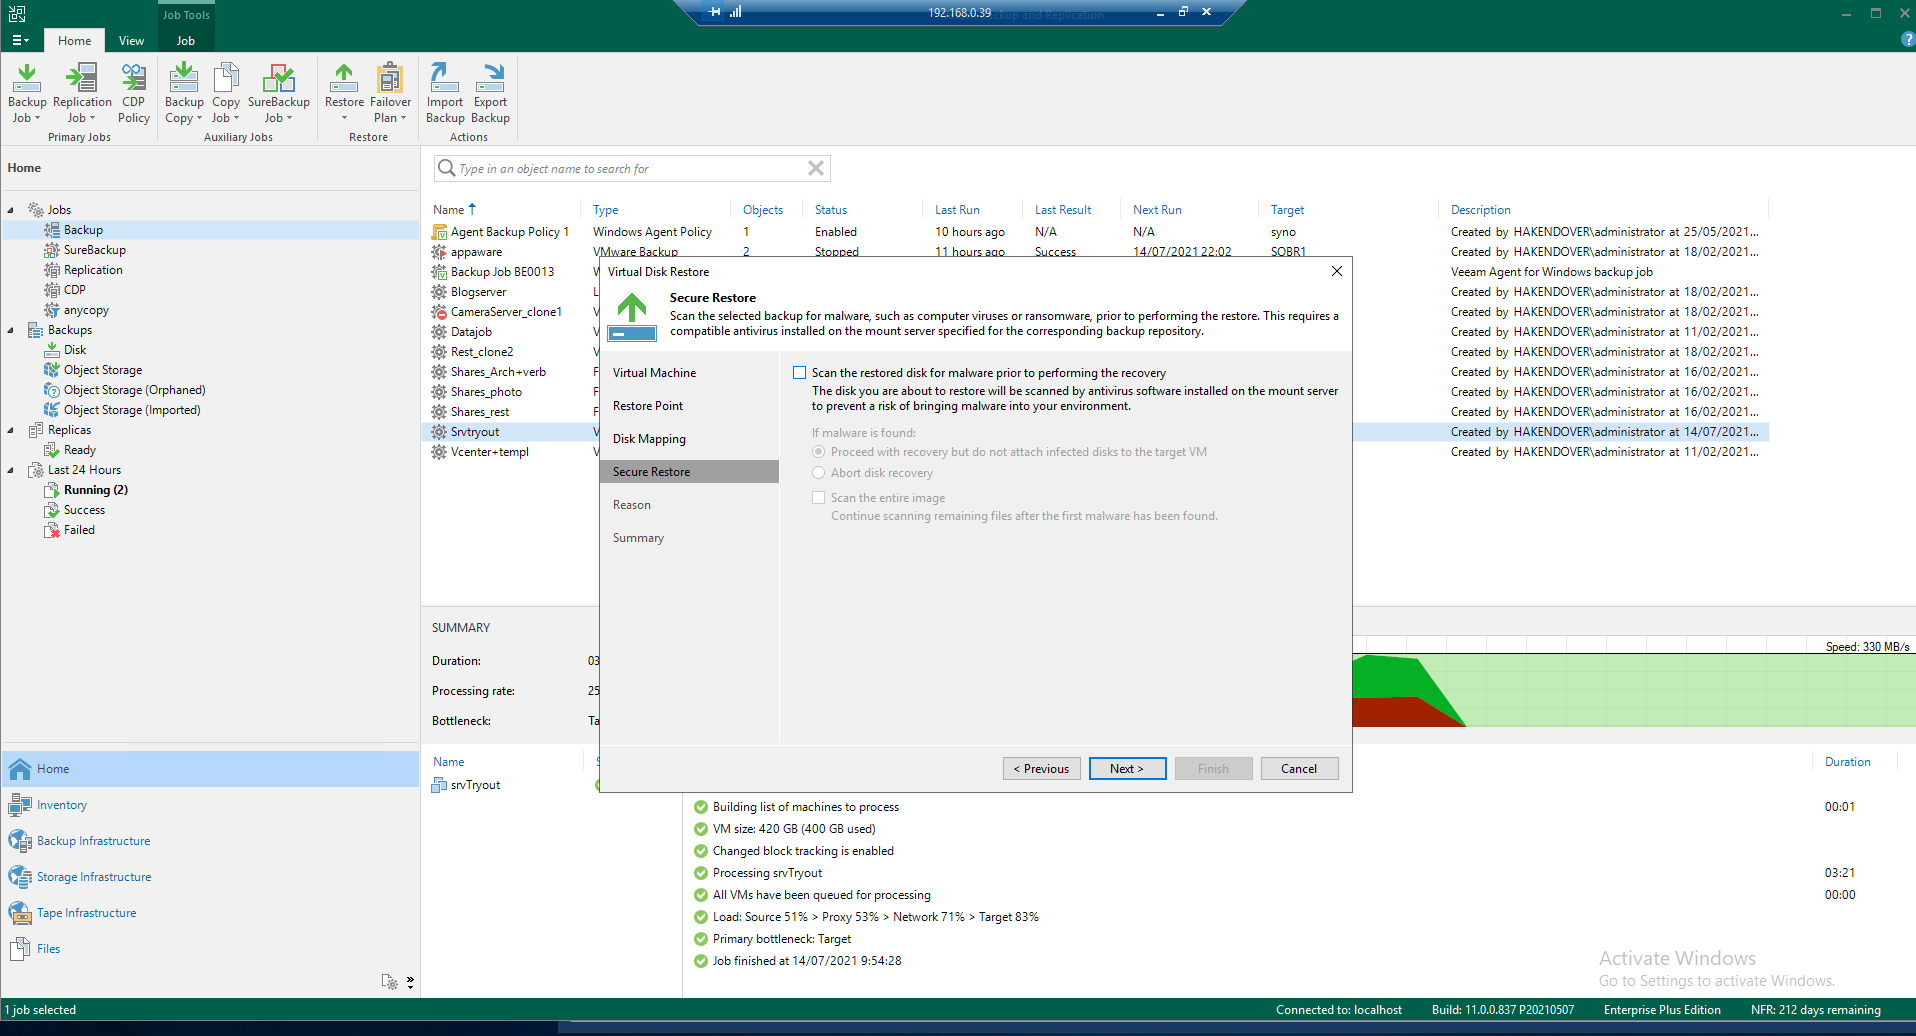 Job Tools
192.168.0.39
ckup and Replication
Home
View
Job
Backup Job
Replication Job
CDP Policy
Primary Jobs
Backup Copy
Copy Job
SureBackup Job
Auxiliary Jobs
Restore
Failover Plan
Restore
Import Backup
Export Backup
Actions
Home
Jobs
Backup
SureBackup
Replication
CDP
anycopy
Backups
Disk
Object Storage
Object Storage (Orphaned)
Object Storage (Imported)
Replicas
Ready
Last 24 Hours
Running (2)
Success
Failed
Home
Inventory
Backup Infrastructure
Storage Infrastructure
Tape Infrastructure
Files
Type in an object name to search for
Name Type Objects Status Last Run Last Result Next Run Target Description
Agent Backup Policy 1 Windows Agent Policy 1 Enabled 10 hours ago N/A N/A syno Created by HAKENDOVER\administrator at 25/05/2021...
appaware VMware Backup 2 Stopped 11 hours ago Success 14/07/2021 22:02 SOBR1 Created by HAKENDOVER\administrator at 18/02/2021...
Backup Job BE0013 Veeam Agent for Windows backup job
Blogserver L Created by HAKENDOVER\administrator at 18/02/2021...
CameraServer_clone1 V Created by HAKENDOVER\administrator at 18/02/2021...
Datajob V Created by HAKENDOVER\administrator at 11/02/2021...
Rest_clone2 V Created by HAKENDOVER\administrator at 18/02/2021...
Shares_Arch+verb F Created by HAKENDOVER\administrator at 16/02/2021...
Shares_photo F Created by HAKENDOVER\administrator at 16/02/2021...
Shares_rest F Created by HAKENDOVER\administrator at 16/02/2021...
Srvtryout V Created by HAKENDOVER\administrator at 14/07/2021...
Vcenter+templ V Created by HAKENDOVER\administrator at 11/02/2021...
Virtual Disk Restore
Secure Restore
Scan the selected backup for malware, such as computer viruses or ransomware, prior to performing the restore. This requires a
compatible antivirus installed on the mount server specified for the corresponding backup repository.
Virtual Machine
Restore Point
Disk Mapping
Secure Restore
Reason
Summary
Scan the restored disk for malware prior to performing the recovery
The disk you are about to restore will be scanned by antivirus software installed on the mount server
to prevent a risk of bringing malware into your environment.
If malware is found:
Proceed with recovery but do not attach infected disks to the target VM
Abort disk recovery
Scan the entire image
Continue scanning remaining files after the first malware has been found.
< Previous
Next >
Finish
Cancel
SUMMARY
Duration: 03
Processing rate: 25
Bottleneck: Ta
Speed: 330 MB/s
Name
Duration
srvTryout
Building list of machines to process 00:01
VM size: 420 GB (400 GB used)
Changed block tracking is enabled
Processing srvTryout 03:21
All VMs have been queued for processing 00:00
Load: Source 51% > Proxy 53% > Network 71% > Target 83%
Primary bottleneck: Target
Job finished at 14/07/2021 9:54:28
Activate Windows
Go to Settings to activate Windows.
1 job selected
Connected to: localhost
Build: 11.0.0.837 P20210507
Enterprise Plus Edition
NFR: 212 days remaining